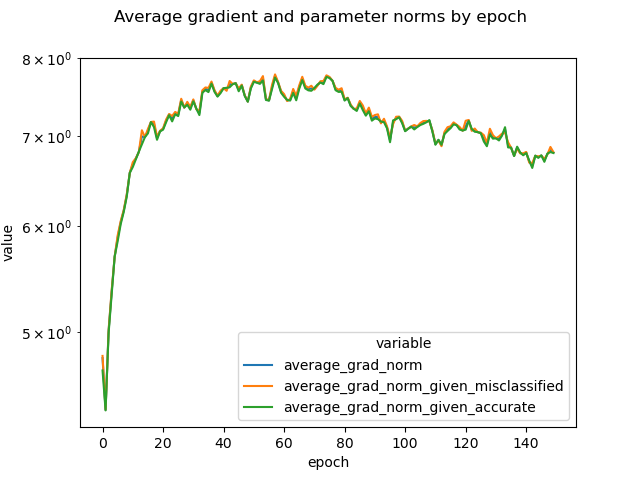 Average gradient and parameter norms by epoch
8 × 10⁰
7 × 10⁰
6 × 10⁰
5 × 10⁰
value
variable
average_grad_norm
average_grad_norm_given_misclassified
average_grad_norm_given_accurate
0 20 40 60 80 100 120 140
epoch